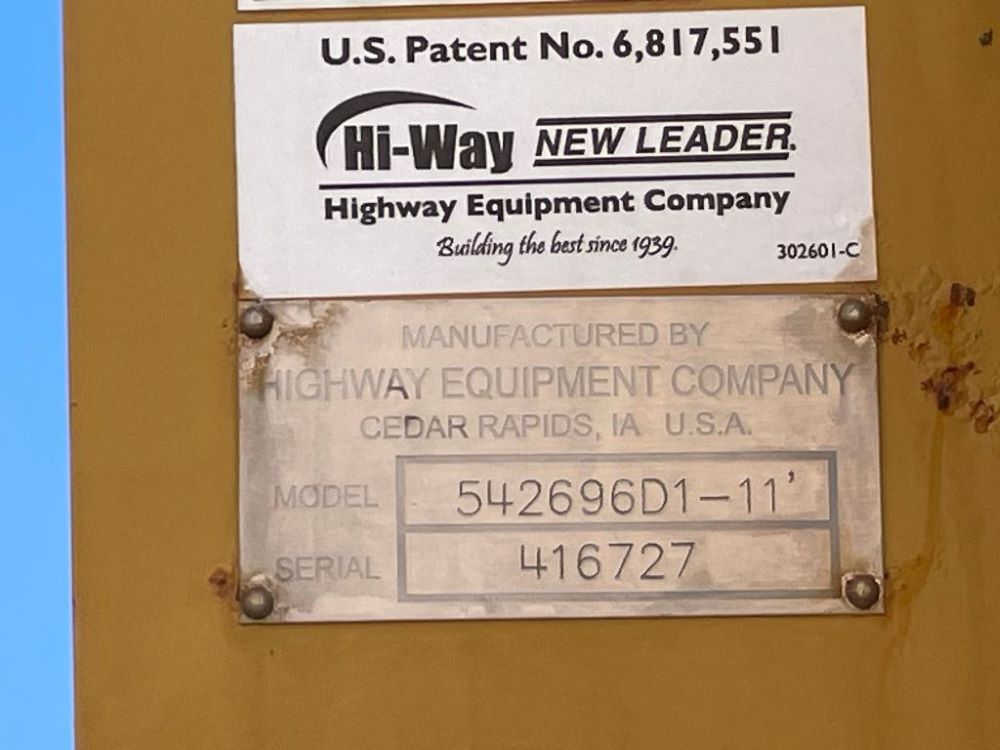 U.S. Patent No. 6,817,551
Hi-Way NEW LEADER.
Highway Equipment Company
Building the best since 1939.
302601-C
MANUFACTURED BY
HIGHWAY EQUIPMENT COMPANY
CEDAR RAPIDS, IA U.S.A.
MODEL 542696D1-11'
SERIAL 416727